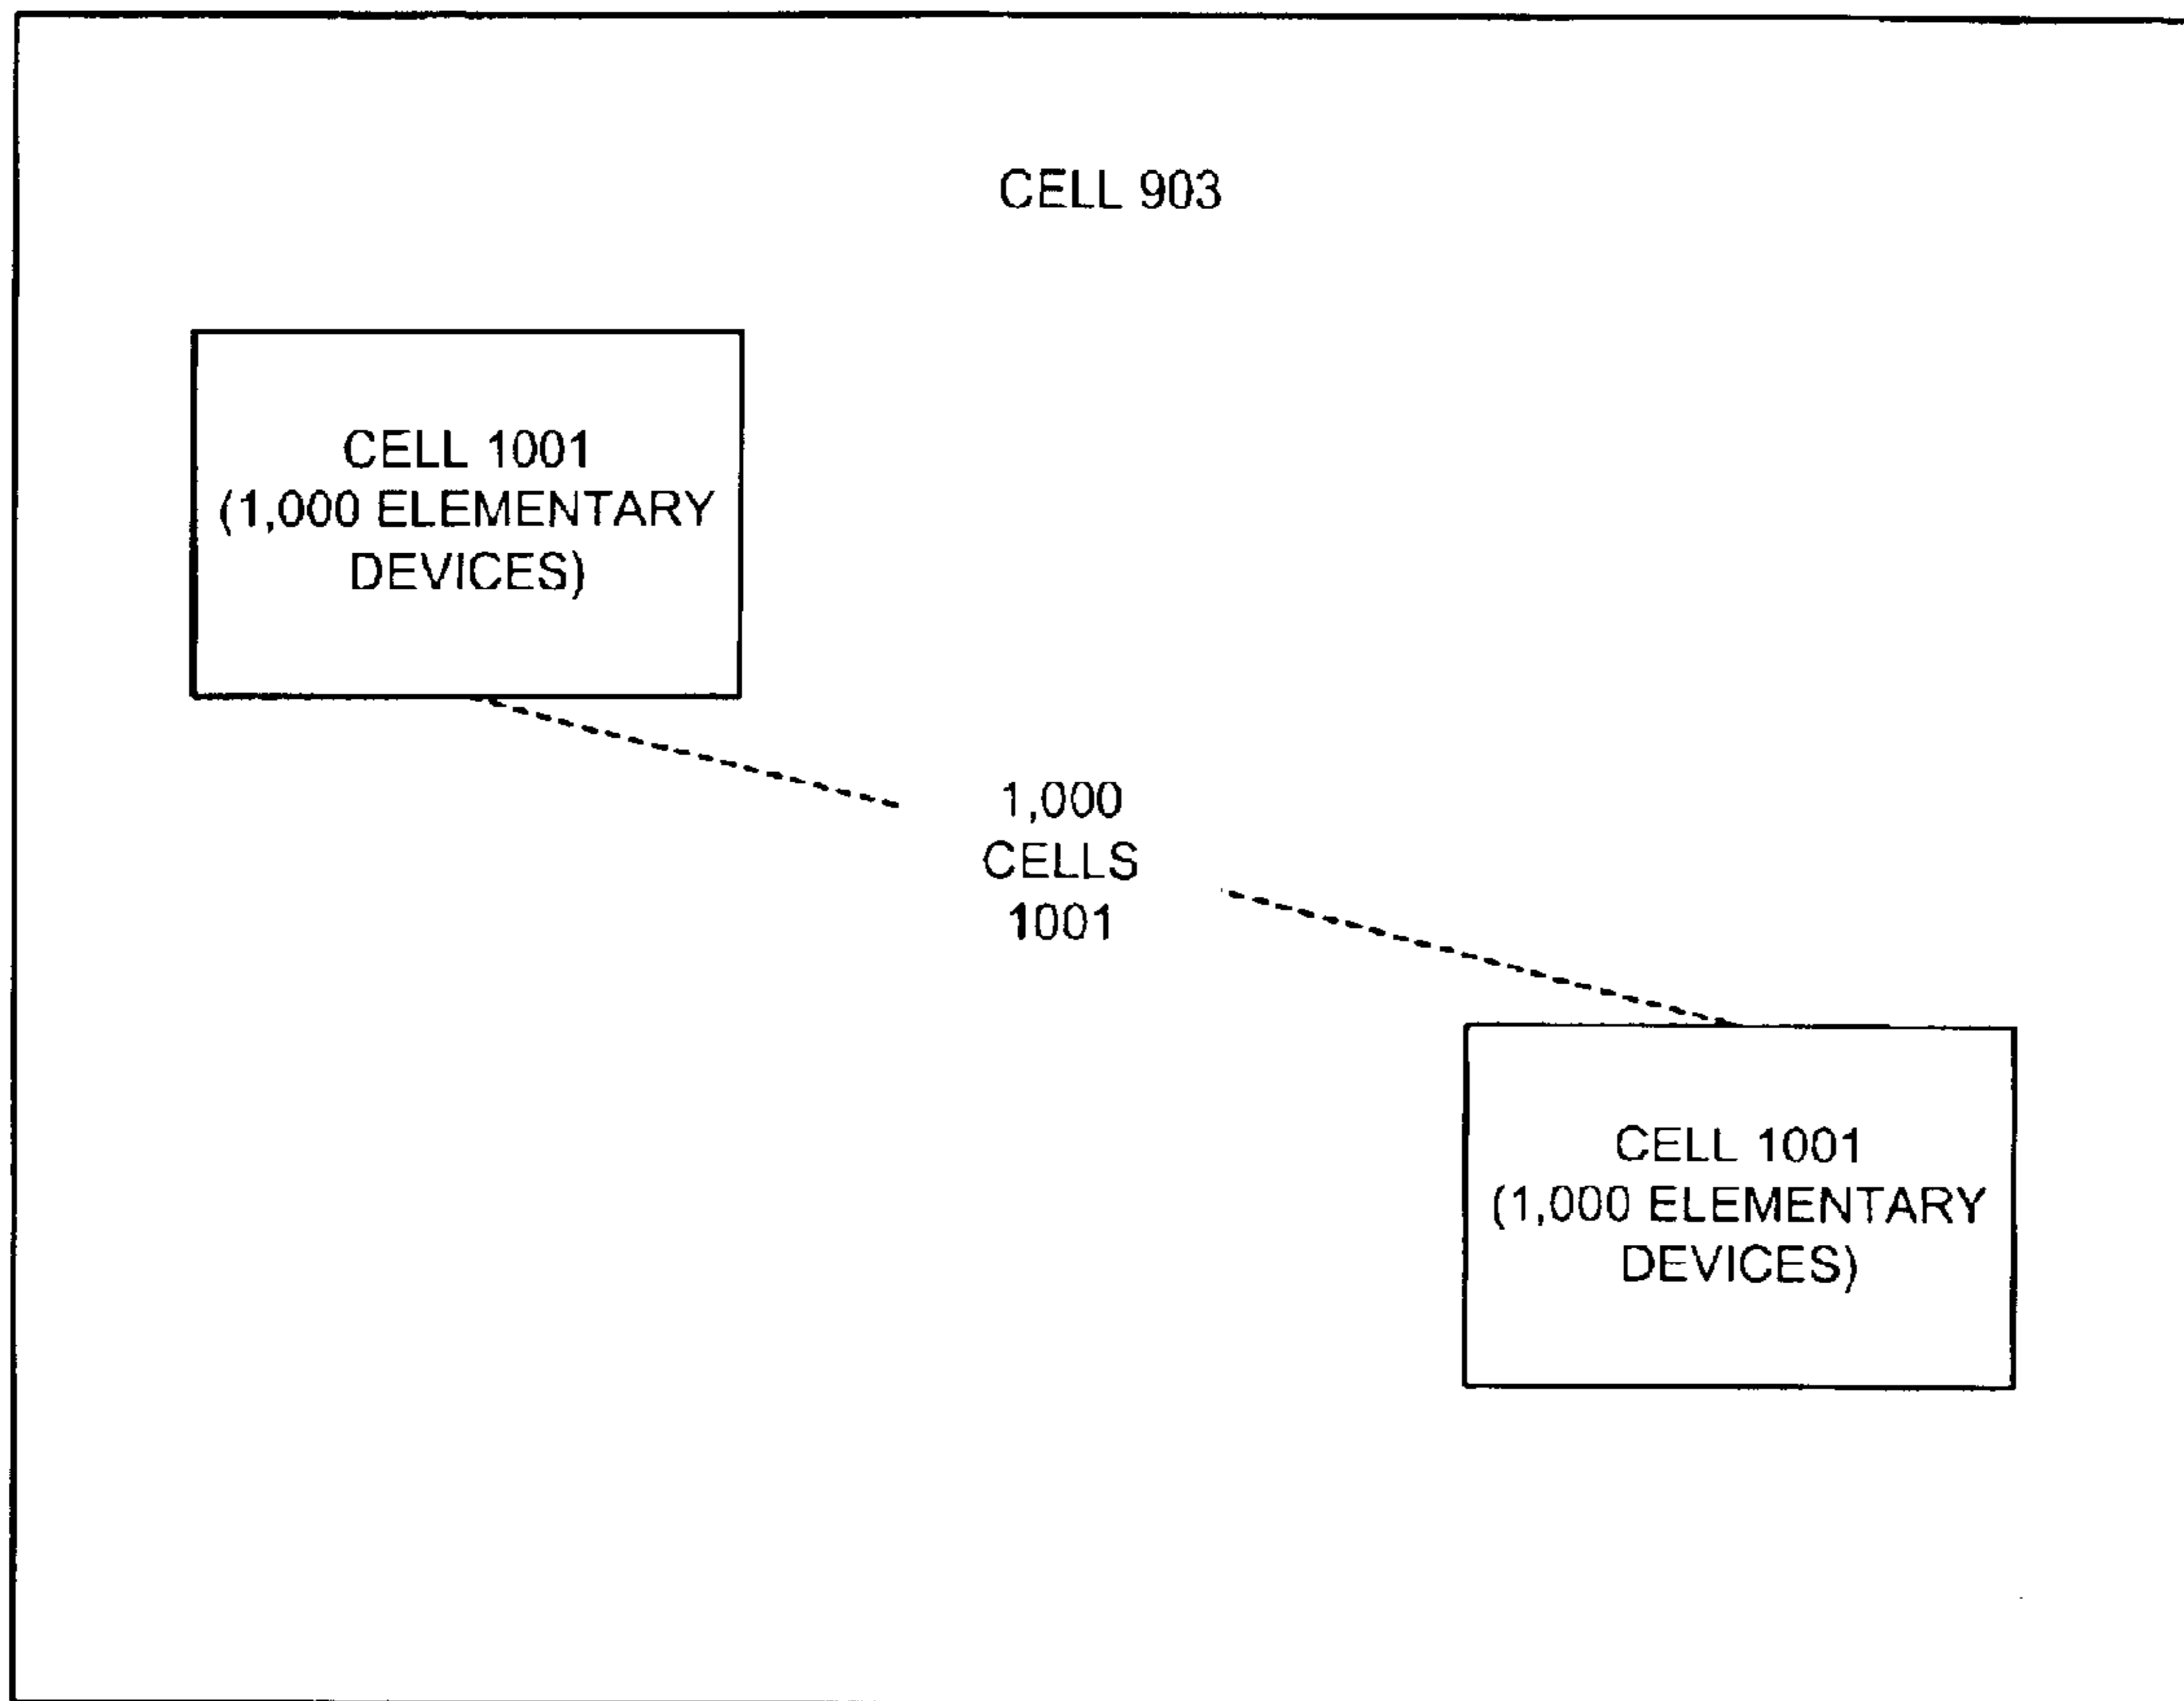 CELL 903
CELL 1001
(1,000 ELEMENTARY
DEVICES)
1,000
CELLS
1001
CELL 1001
(1,000 ELEMENTARY
DEVICES)